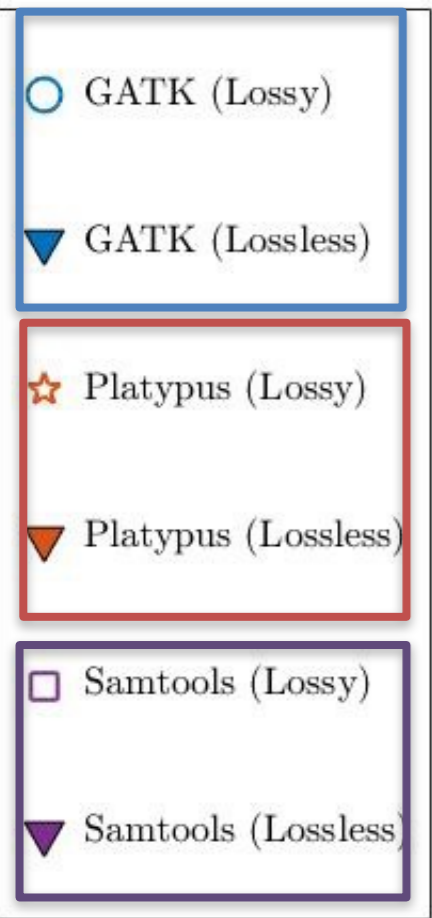 GATK (Lossy)
GATK (Lossless)
Platypus (Lossy)
Platypus (Lossless)
Samtools (Lossy)
Samtools (Lossless)